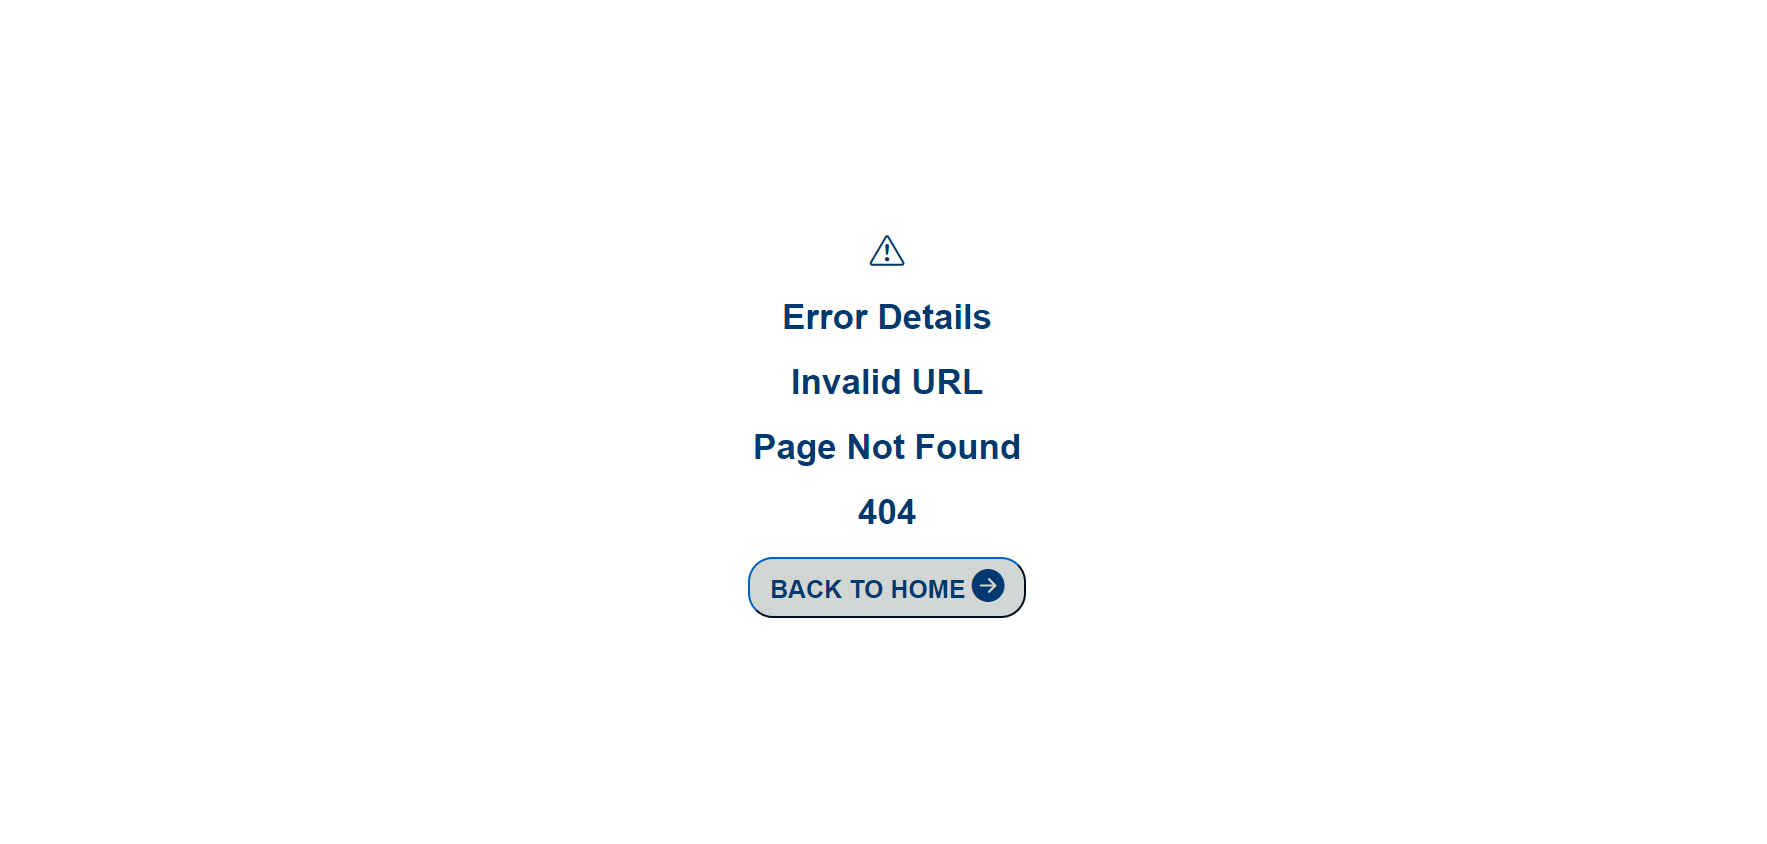 Error Details
Invalid URL
Page Not Found
404
BACK TO HOME